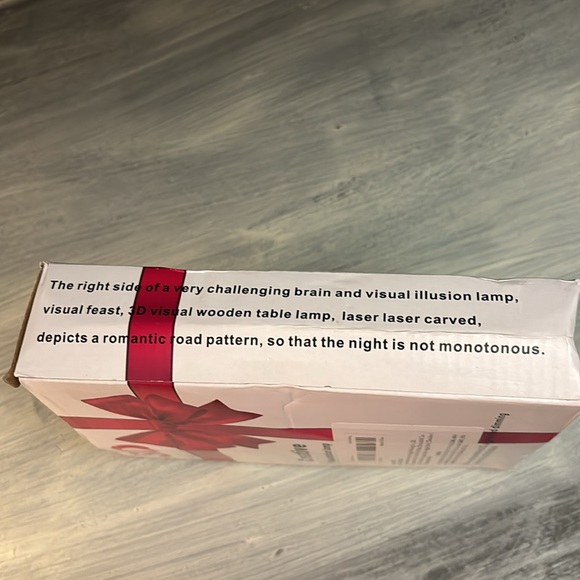 The right side of a very challenging brain and visual illusion lamp,
visual feast, 3D visual wooden table lamp, laser laser carved,
depicts a romantic road pattern, so that the night is not monotonous.
dimming